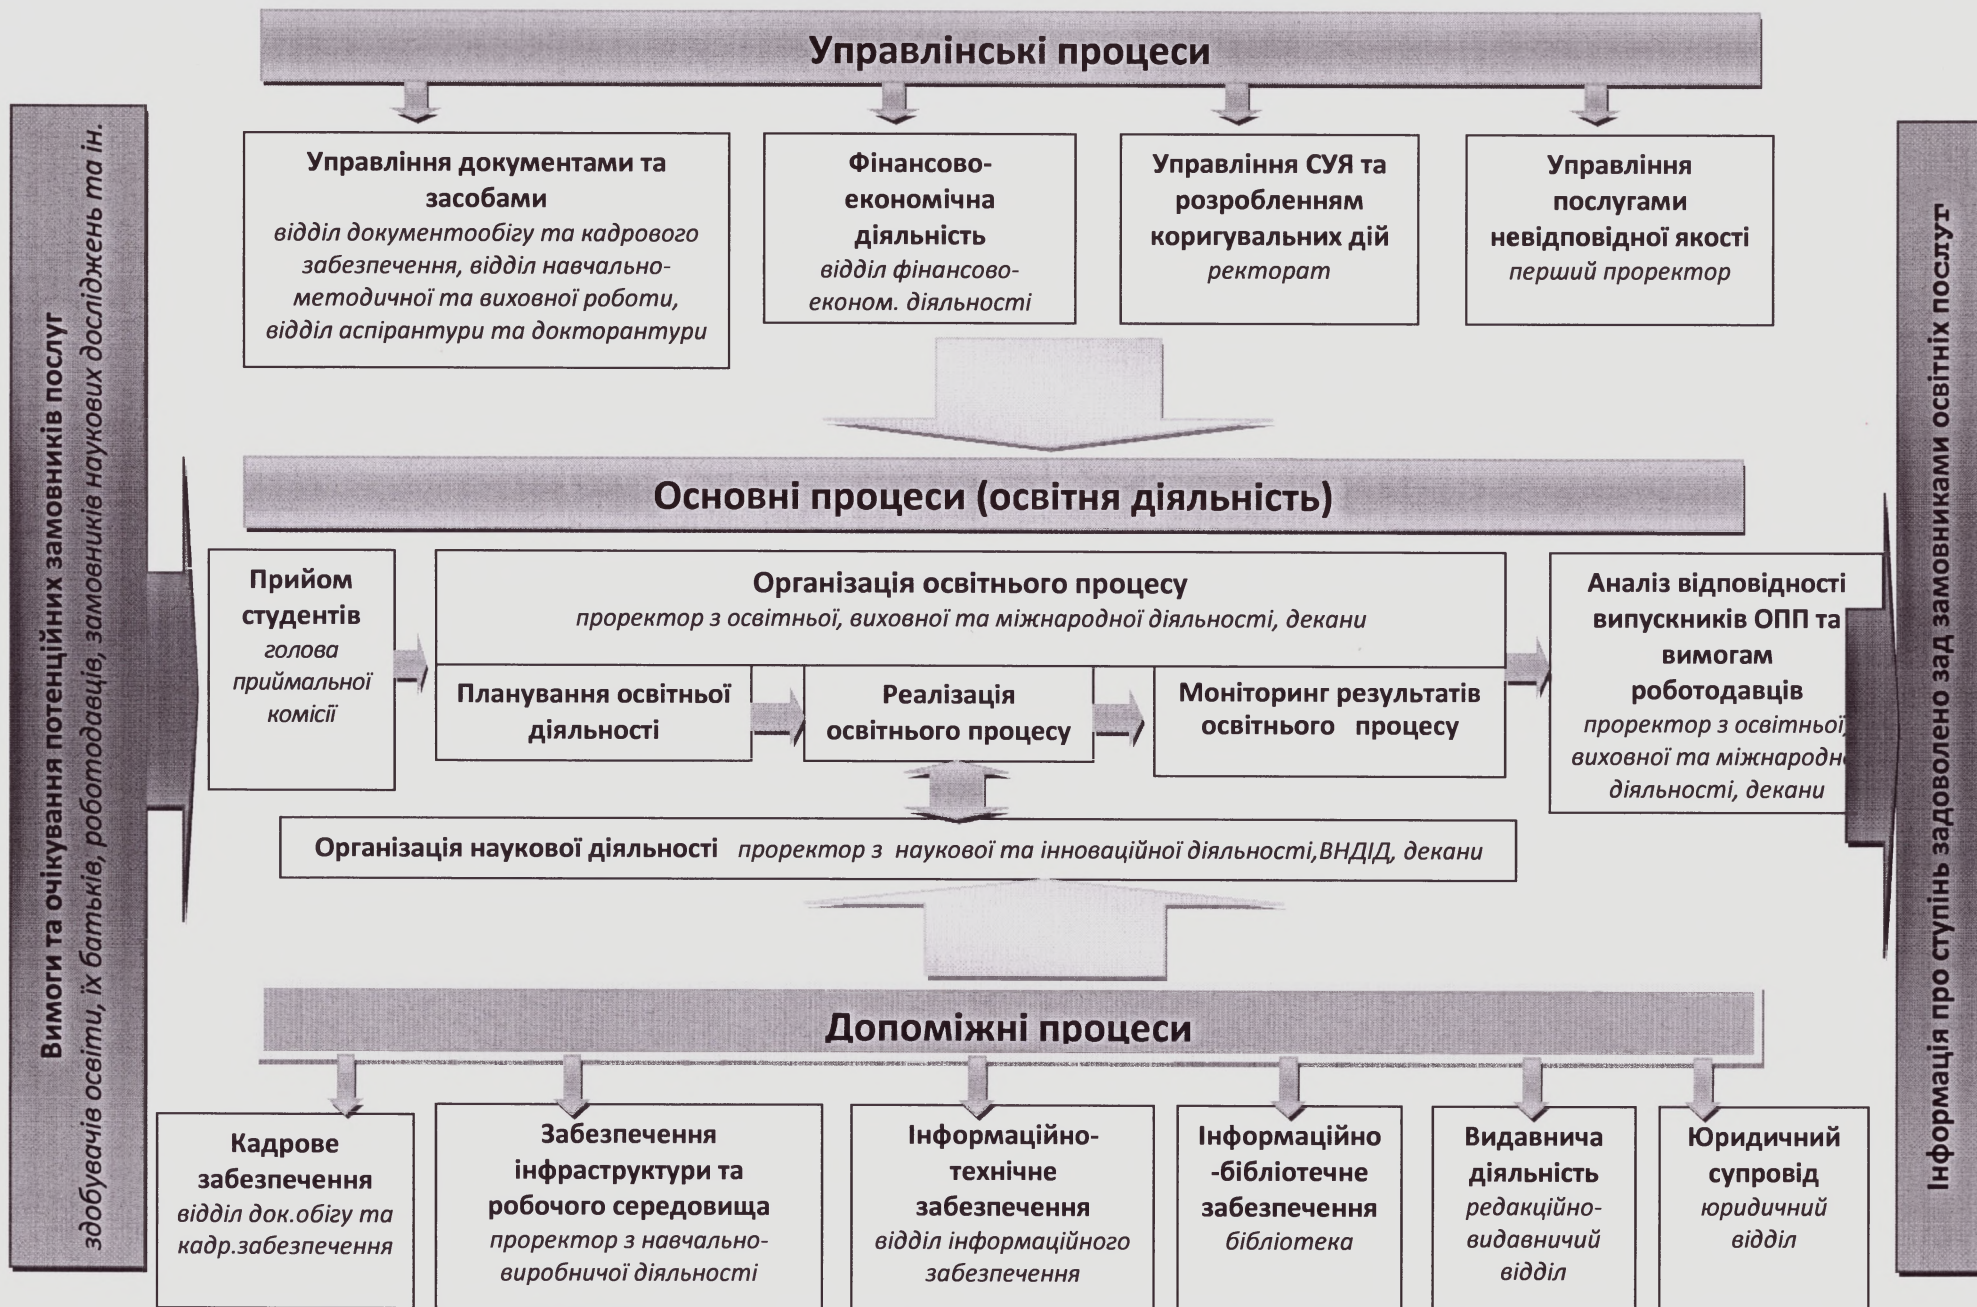 Управлінські процеси
Вимоги та очікування потенційних замовників послуг
здобувачів освіти, їх батьків, роботодавців, замовників наукових досліджень та ін.
Управління документами та
засобами
відділ документообігу та кадрового
забезпечення, відділ навчально-
методичної та виховної роботи,
відділ аспірантури та докторантури
Фінансово-
економічна
діяльність
відділ фінансово-
економ. діяльності
Управління СУЯ та
розробленням
коригувальних дій
ректорат
Управління
послугами
невідповідної якості
перший проректор
Основні процеси (освітня діяльність)
Прийом
студентів
голова
приймальної
комісії
Організація освітнього процесу
проректор з освітньої, виховної та міжнародної діяльності, декани
Планування освітньої
діяльності
Реалізація
освітнього процесу
Моніторинг результатів
освітнього процесу
Аналіз відповідності
випускників ОПП та
вимогам
роботодавців
проректор з освітньої,
виховної та міжнародн
діяльності, декани
Організація наукової діяльності проректор з наукової та інноваційної діяльності,ВНДІД, декани
Допоміжні процеси
Кадрове
забезпечення
відділ док.обігу та
кадр.забезпечення
Забезпечення
інфраструктури та
робочого середовища
проректор з навчально-
виробничої діяльності
Інформаційно-
технічне
забезпечення
відділ інформаційного
забезпечення
Інформаційно
-бібліотечне
забезпечення
бібліотека
Видавнича
діяльність
редакційно-
видавничий
відділ
Юридичний
супровід
юридичний
відділ
Інформація про ступінь задоволено зад замовниками освітніх послуг